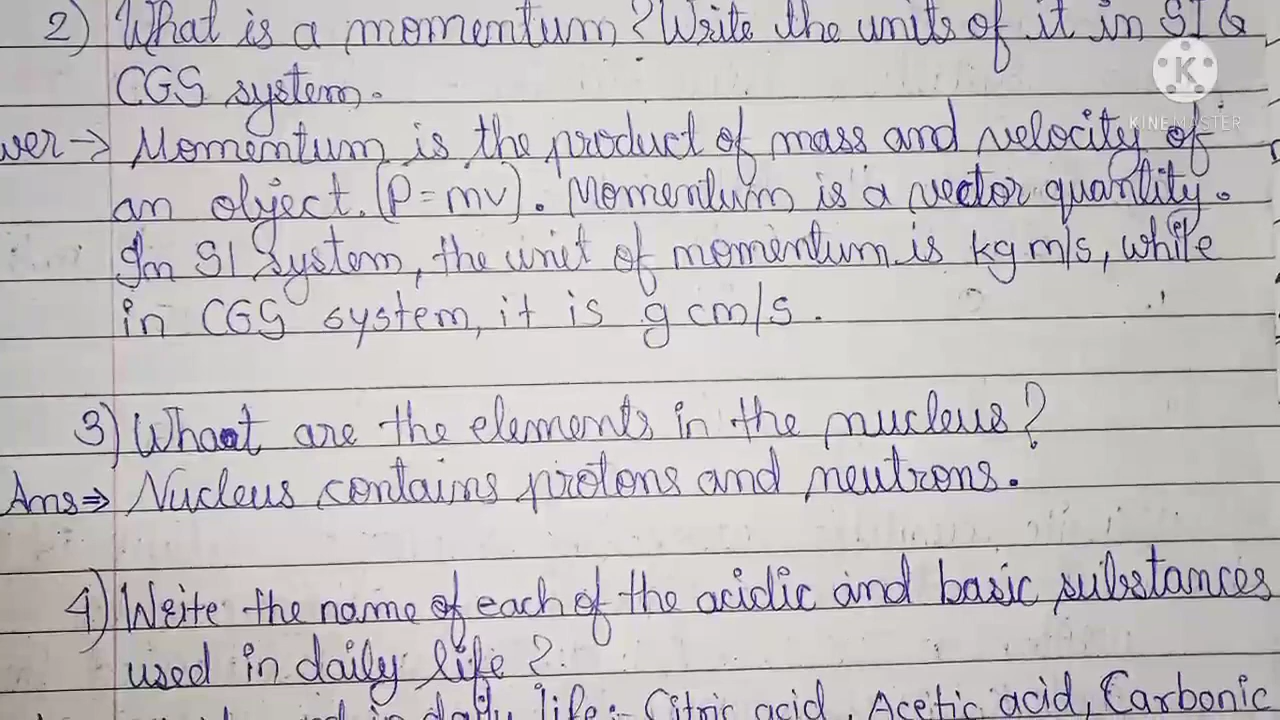 2) What is a momentum? Write the units of it in SI &
CGS system.
K
KINEMASTER
wer → Momentum is the product of mass and velocity of
an object. (P = mv). Momentum is a vector quantity.
In SI System, the unit of momentum is kg m/s, while
in CGS system, it is g cm/s.
3) What are the elements in the nucleus?
Ans ⇒ Nucleus contains protons and neutrons.
4) Write the name of each of the acidic and basic substances
used in daily life?
in daily life:- Citric acid, Acetic acid, Carbonic